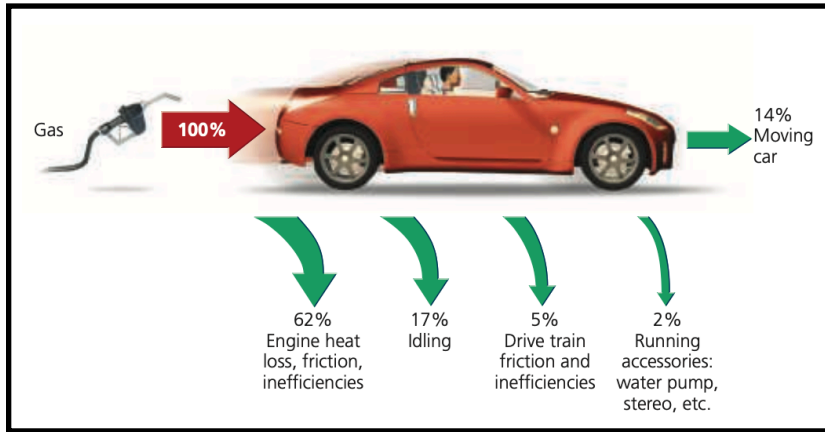 Gas
100%
14%
Moving
car
62%
Engine heat
loss, friction,
inefficiencies
17%
Idling
5%
Drive train
friction and
inefficiencies
2%
Running
accessories:
water pump,
stereo, etc.